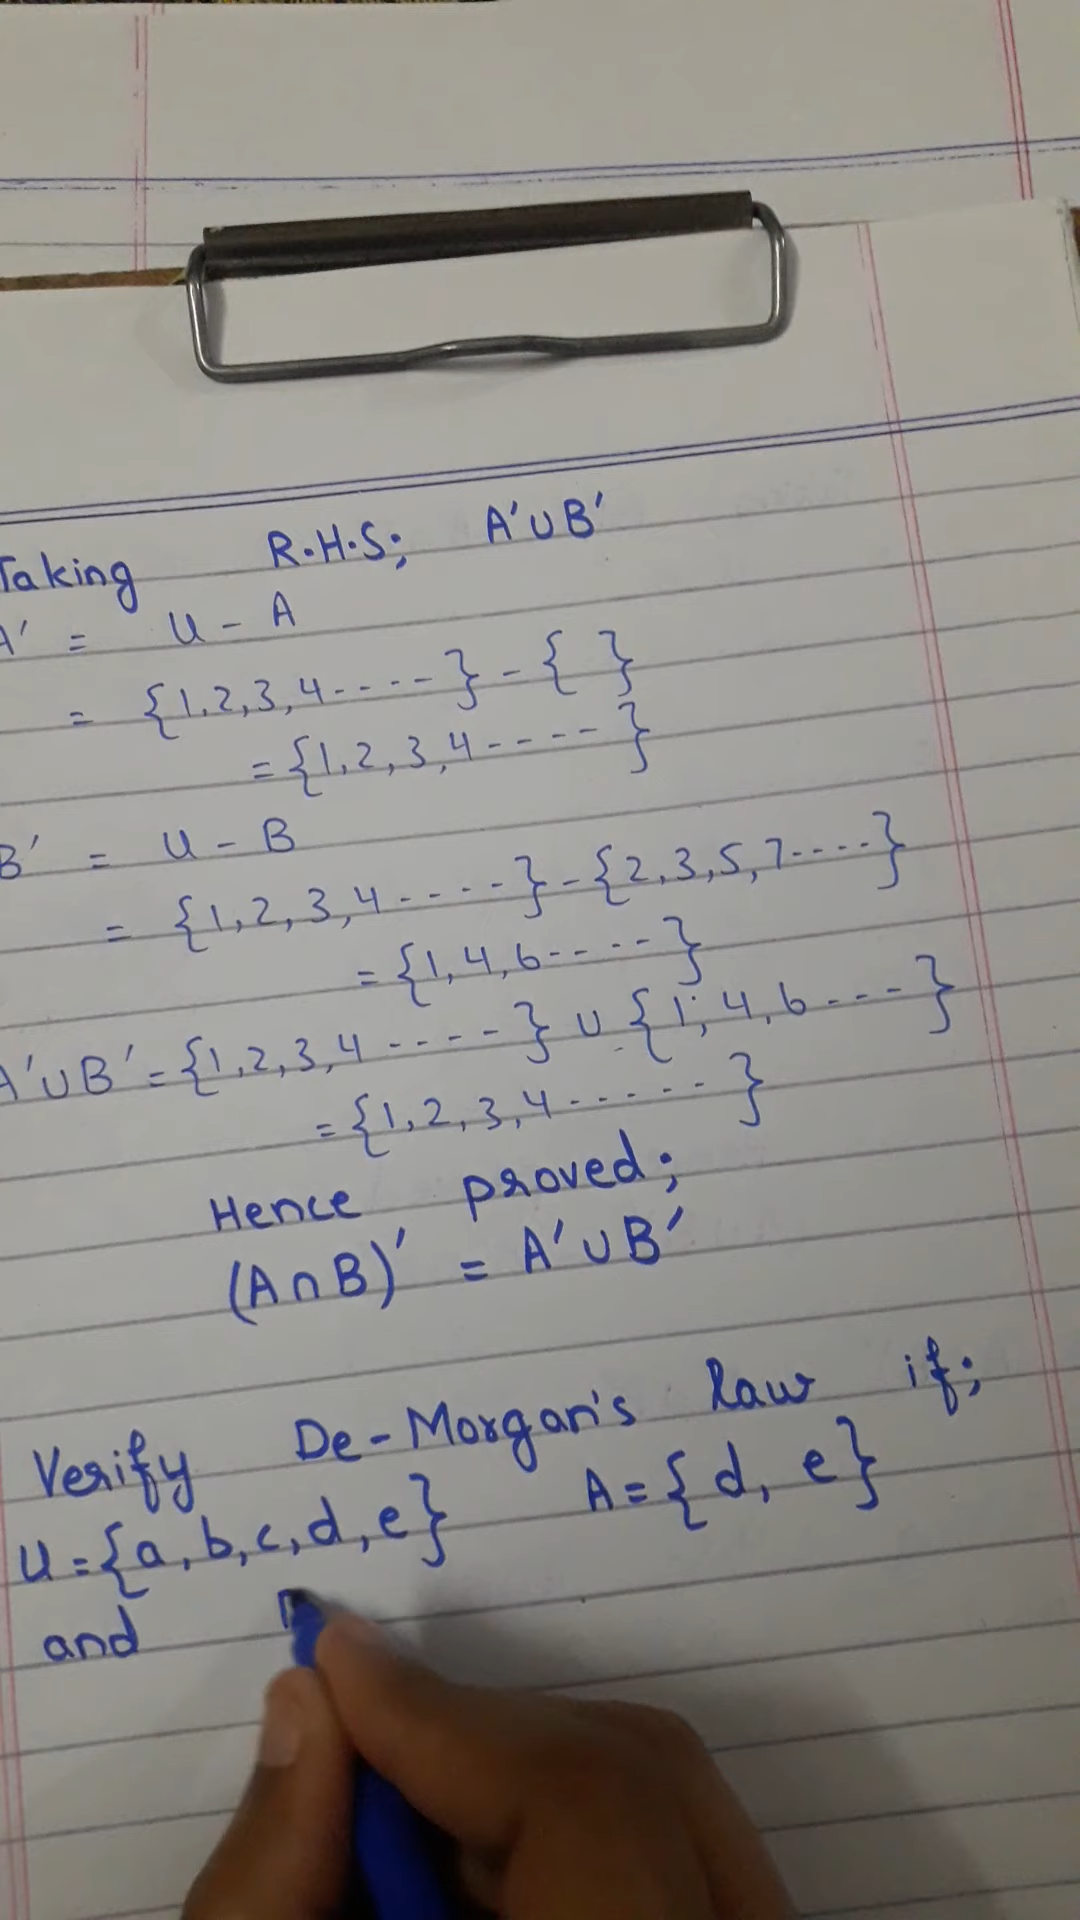 Taking R.H.S; A'∪B'
A' = U - A
= {1,2,3,4----} - { }
= {1,2,3,4----}
B' = U - B
= {1,2,3,4-----} - {2,3,5,7----}
= {1,4,6----}
A'∪B' = {1,2,3,4-----} ∪ {1,4,6---}
= {1,2,3,4-----}
Hence proved;
(A∩B)' = A'∪B'
Verify De-Morgan's law if;
U={a,b,c,d,e} A={d, e}
and